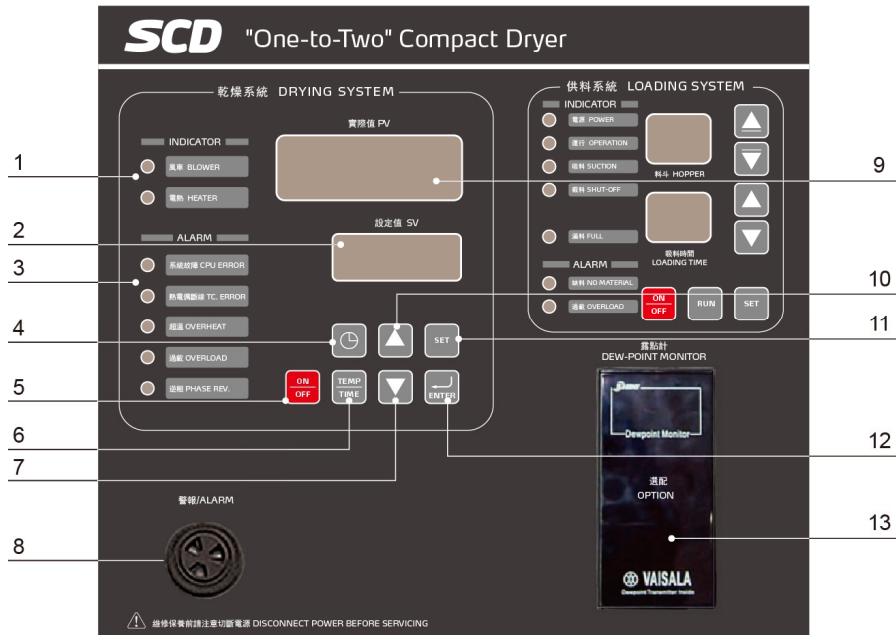 SCD "One-to-Two" Compact Dryer
乾燥系統 DRYING SYSTEM
實際值 PV
INDICATOR
風車 BLOWER
電熱 HEATER
設定值 SV
ALARM
系統故障 CPU ERROR
熱電偶斷線 TC. ERROR
超溫 OVERHEAT
過載 OVERLOAD
逆相 PHASE REV.
SET
ON
OFF
TEMP
TIME
ENTER
供料系統 LOADING SYSTEM
INDICATOR
電源 POWER
運行 OPERATION
吸料 SUCTION
截料 SHUT-OFF
滿料 FULL
料斗 HOPPER
吸料時間
LOADING TIME
ALARM
缺料 NO MATERIAL
過載 OVERLOAD
ON
OFF
RUN
SET
露點計
DEW-POINT MONITOR
Dewpoint Monitor
選配
OPTION
VAISALA
Dewpoint Transmitter Inside
警報/ALARM
維修保養前請注意切斷電源 DISCONNECT POWER BEFORE SERVICING
1
2
3
4
5
6
7
8
9
10
11
12
13